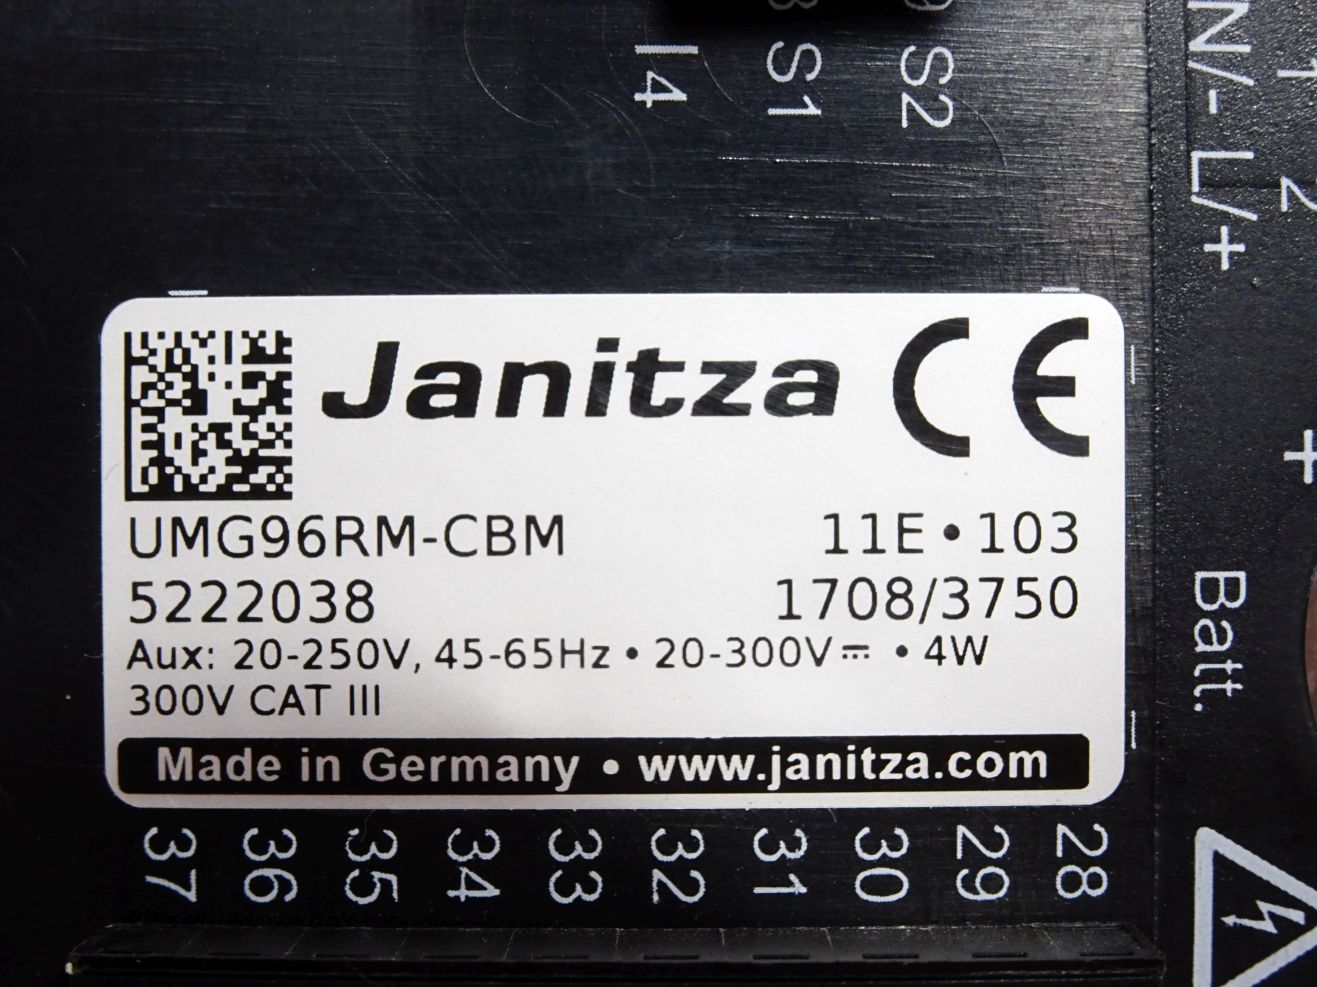 I4 S1 S2
N/- L/+
1 2
+
Janitza CE
UMG96RM-CBM 11E • 103
5222038 1708/3750
Aux: 20-250V, 45-65Hz • 20-300V⎓ • 4W
300V CAT III
Made in Germany • www.janitza.com
Batt.
37 36 35 34 33 32 31 30 29 28